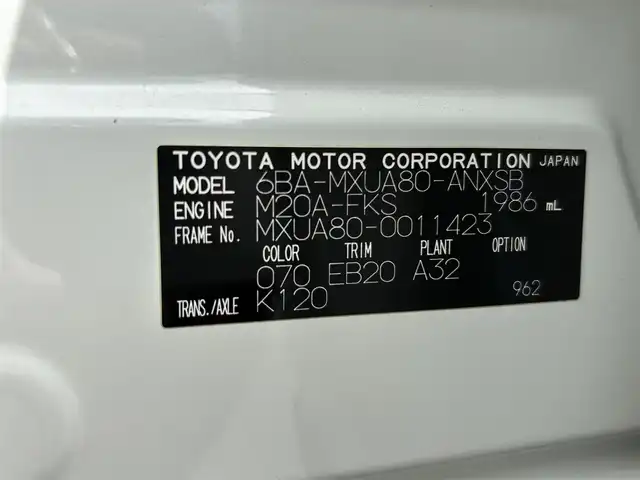 TOYOTA MOTOR CORPORATION JAPAN
MODEL 6BA-MXUA80-ANXSB
ENGINE M20A-FKS 1986 mL
FRAME No. MXUA80-0011423
COLOR TRIM PLANT OPTION
070 EB20 A32
TRANS./AXLE K120 962